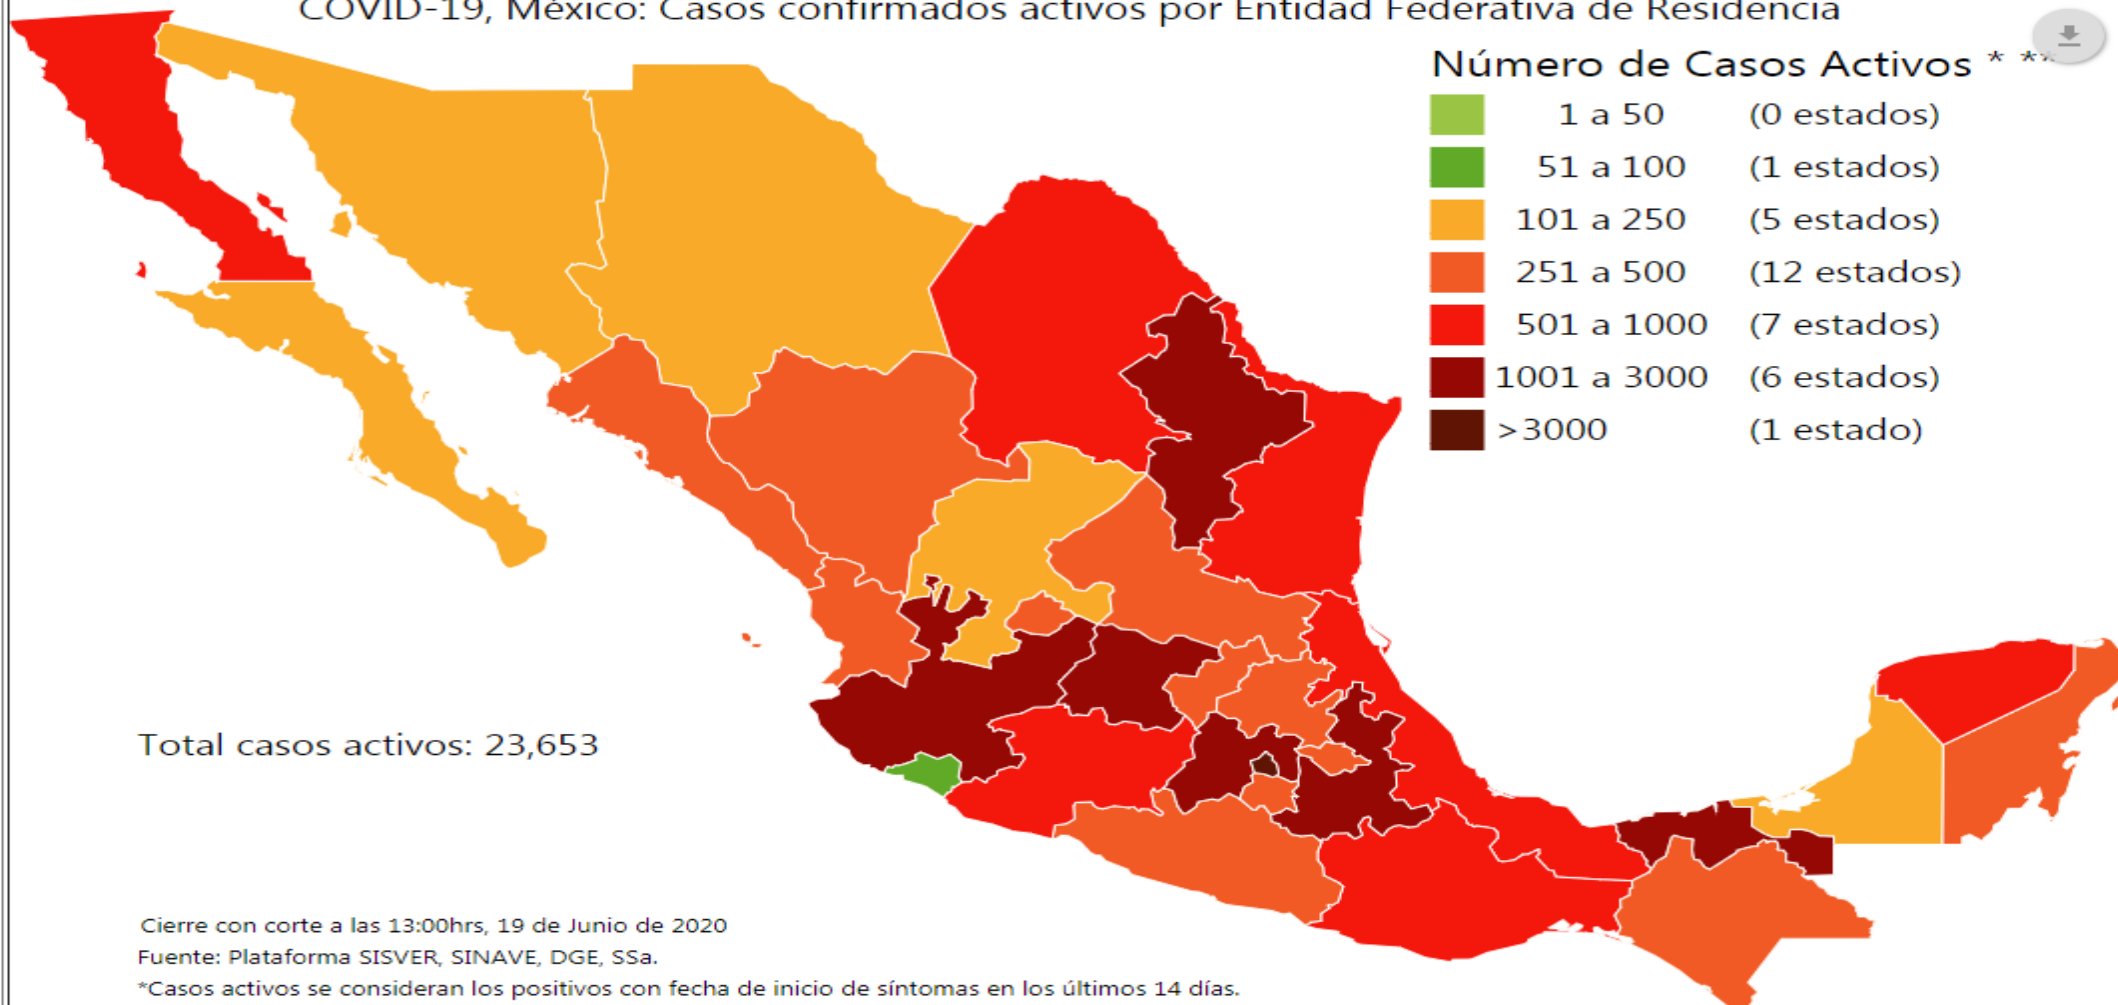 COVID-19, México: Casos confirmados activos por Entidad Federativa de Residencia
Número de Casos Activos * **
1 a 50 (0 estados)
51 a 100 (1 estados)
101 a 250 (5 estados)
251 a 500 (12 estados)
501 a 1000 (7 estados)
1001 a 3000 (6 estados)
>3000 (1 estado)
Total casos activos: 23,653
Cierre con corte a las 13:00hrs, 19 de Junio de 2020
Fuente: Plataforma SISVER, SINAVE, DGE, SSa.
*Casos activos se consideran los positivos con fecha de inicio de síntomas en los últimos 14 días.